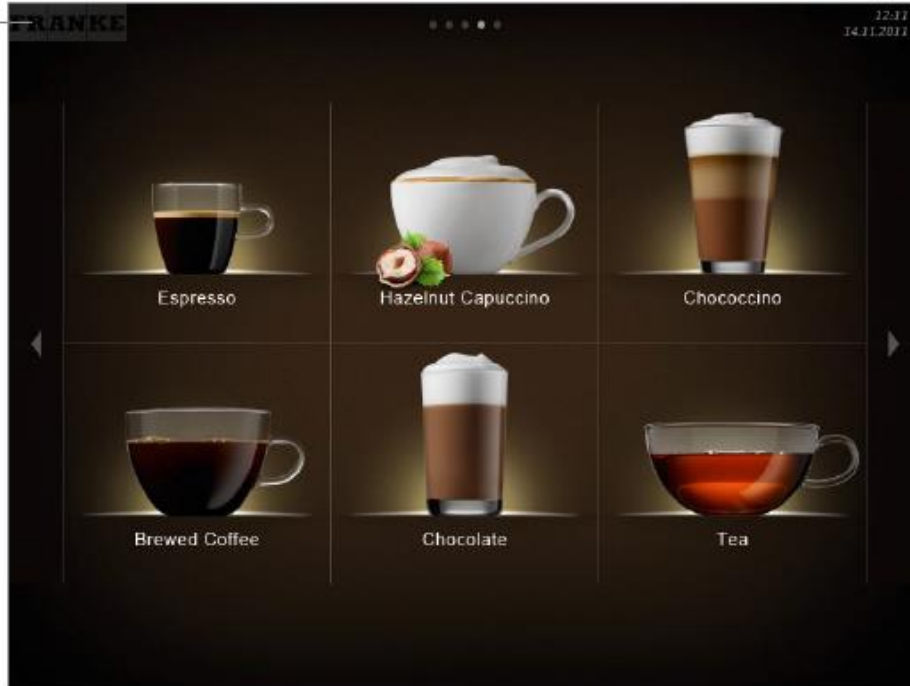 FRANKE
12:11
14.11.2011
Espresso
Hazelnut Capuccino
Chococcino
Brewed Coffee
Chocolate
Tea